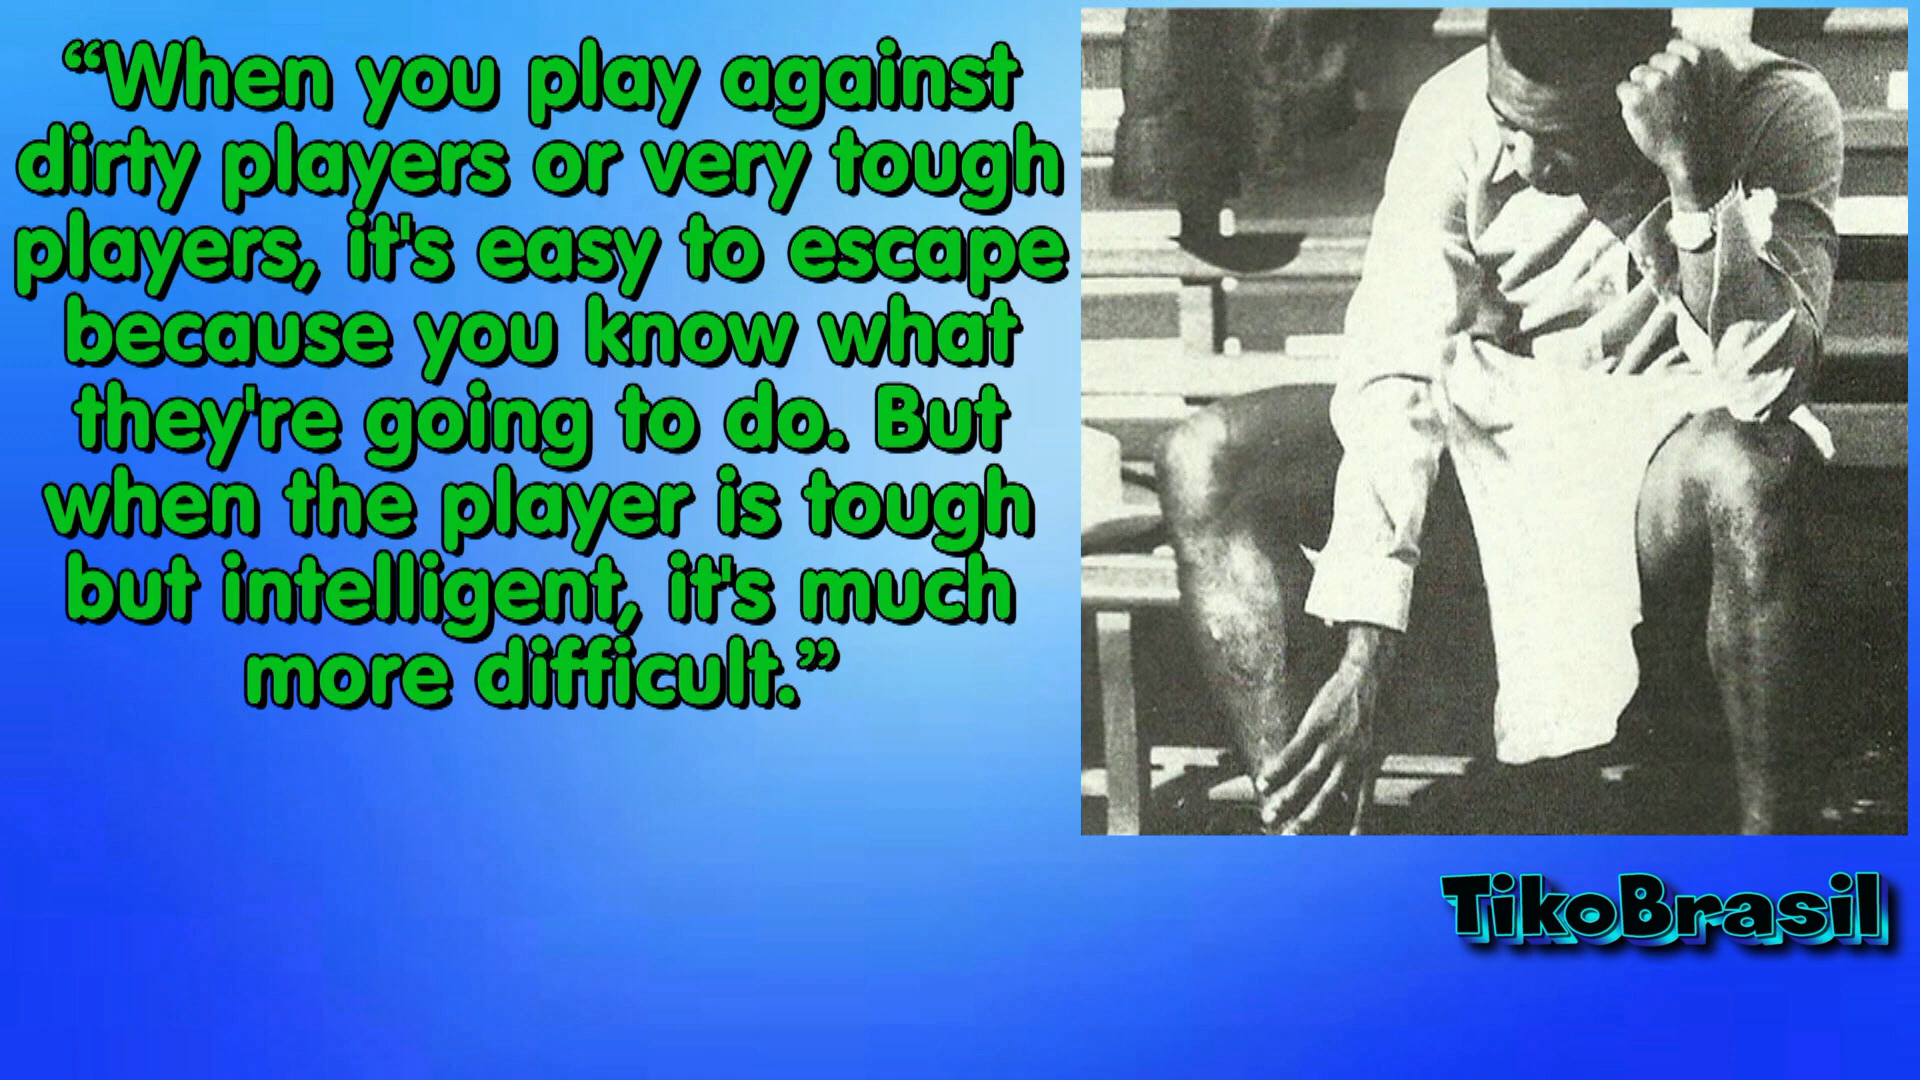 “When you play against
dirty players or very tough
players, it's easy to escape
because you know what
they're going to do. But
when the player is tough
but intelligent, it's much
more difficult.”
TikoBrasil